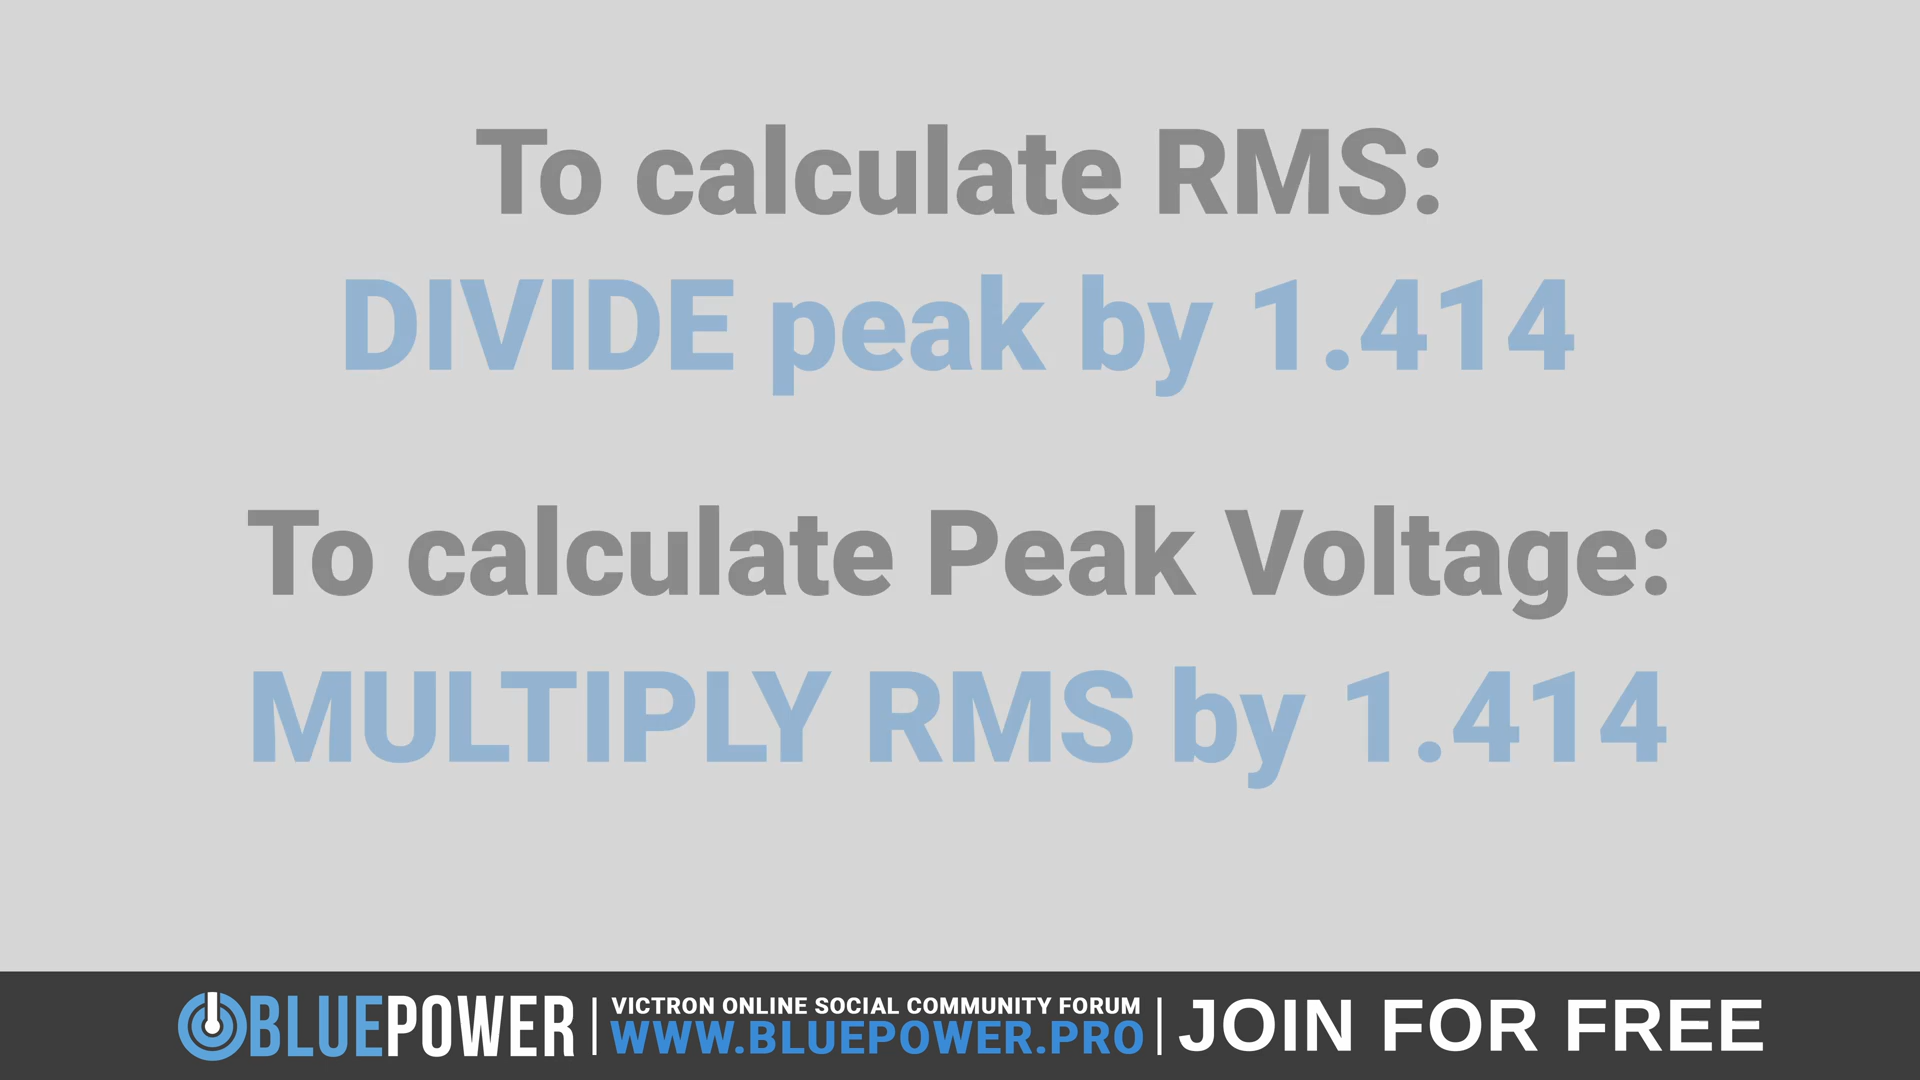 To calculate RMS:
DIVIDE peak by 1.414
To calculate Peak Voltage:
MULTIPLY RMS by 1.414
BLUEPOWER
VICTRON ONLINE SOCIAL COMMUNITY FORUM
WWW.BLUEPOWER.PRO
JOIN FOR FREE